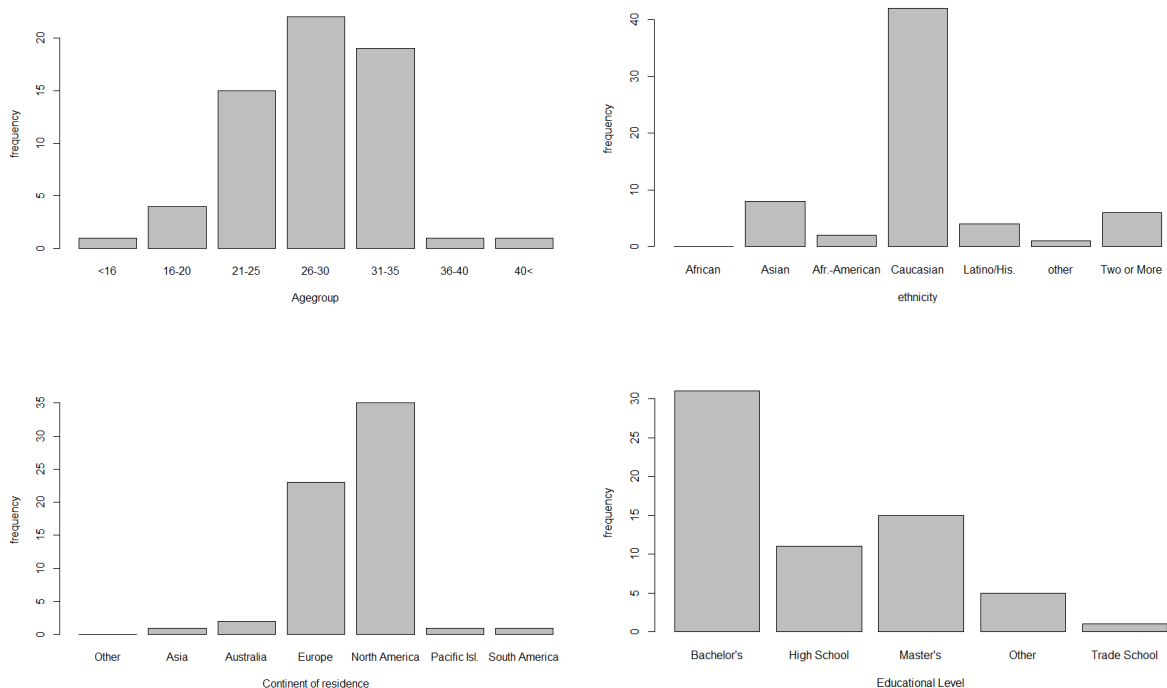 frequency
20
15
10
5
0
<16 16-20 21-25 26-30 31-35 36-40 40<
Agegroup
frequency
40
30
20
10
0
African Asian Afr.-American Caucasian Latino/His. other Two or More
ethnicity
frequency
35
30
25
20
15
10
5
0
Other Asia Australia Europe North America Pacific Isl. South America
Continent of residence
frequency
30
25
20
15
10
5
0
Bachelor's High School Master's Other Trade School
Educational Level